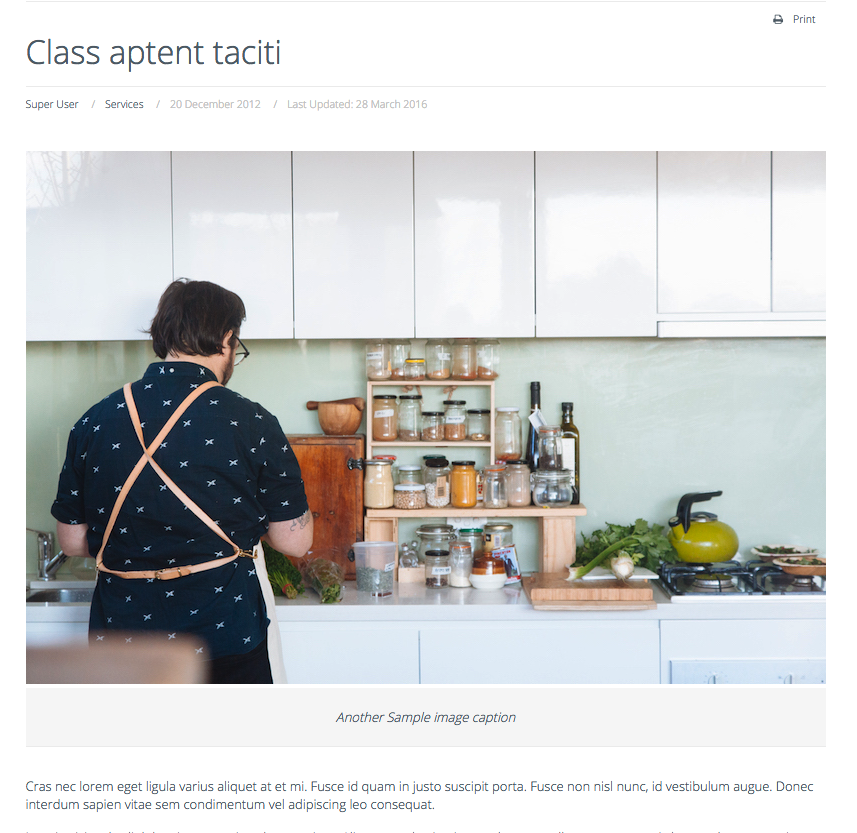 Print
Class aptent taciti
Super User / Services / 20 December 2012 / Last Updated: 28 March 2016
Another Sample image caption
Cras nec lorem eget ligula varius aliquet at et mi. Fusce id quam in justo suscipit porta. Fusce non nisl nunc, id vestibulum augue. Donec
interdum sapien vitae sem condimentum vel adipiscing leo consequat.